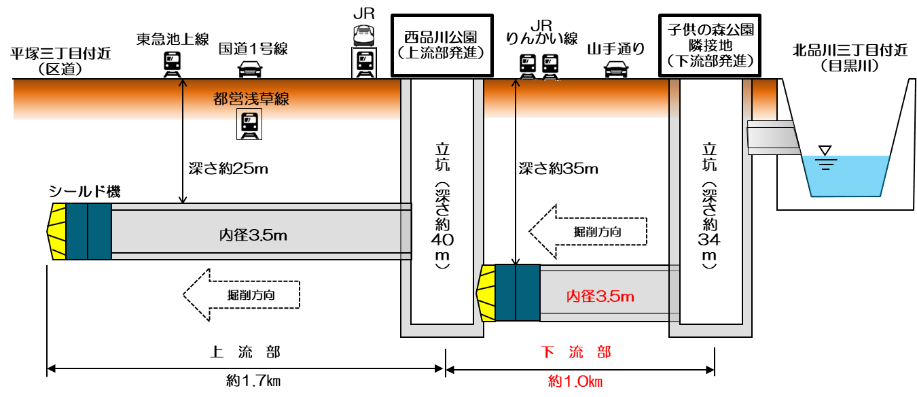 平塚三丁目付近
（区道）
東急池上線
国道1号線
JR
西品川公園
（上流部発進）
JR
りんかい線
山手通り
子供の森公園
隣接地
（下流部発進）
北品川三丁目付近
（目黒川）
都営浅草線
深さ約25m
深さ約35m
立坑（深さ約40m）
立坑（深さ約34m）
シールド機
内径3.5m
掘削方向
掘削方向
内径3.5m
上 流 部
下 流 部
約1.7㎞
約1.0㎞